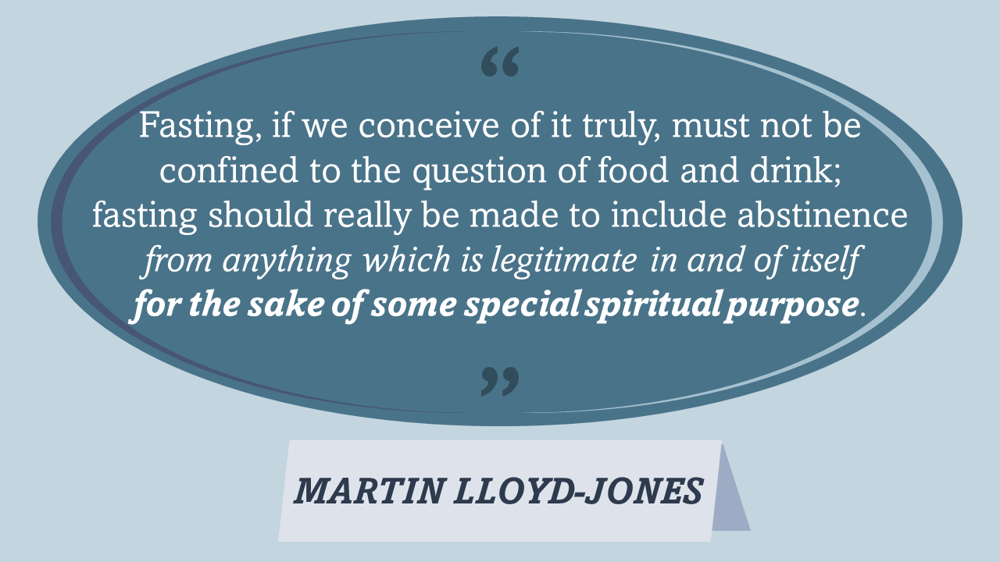 “
Fasting, if we conceive of it truly, must not be
confined to the question of food and drink;
fasting should really be made to include abstinence
from anything which is legitimate in and of itself
for the sake of some special spiritual purpose.
”
MARTIN LLOYD-JONES